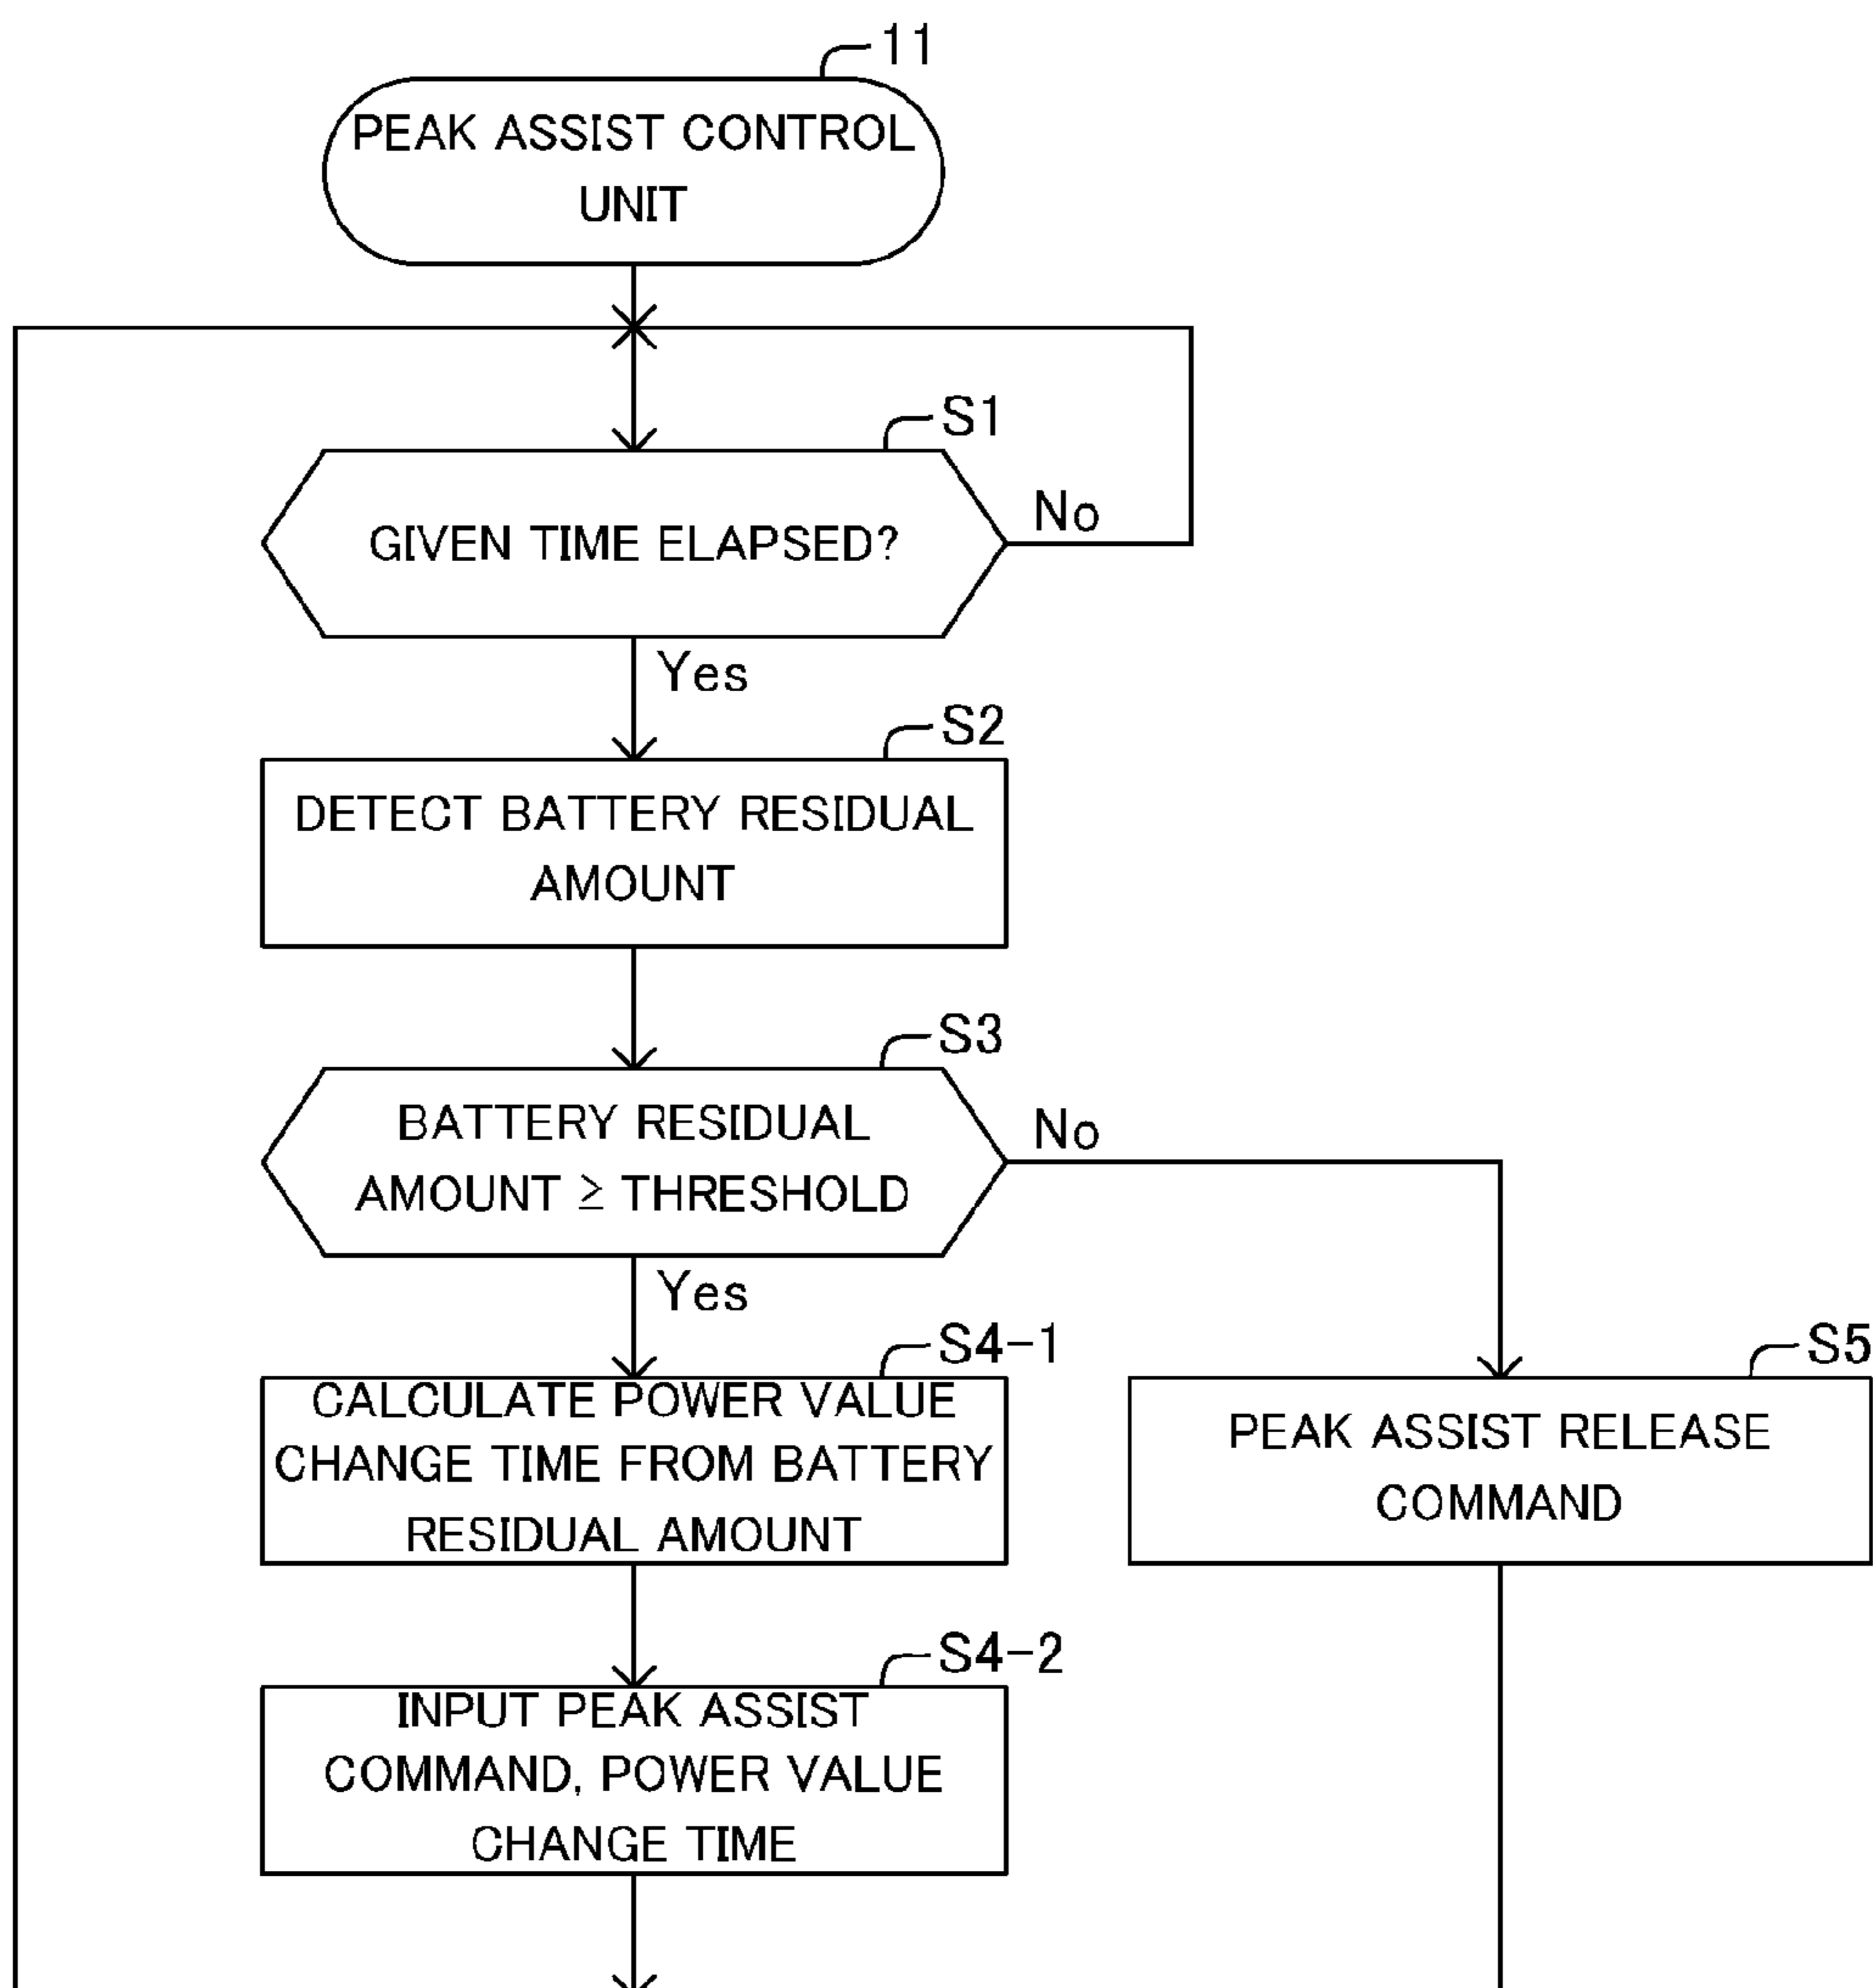 11
PEAK ASSIST CONTROL
UNIT
S1
GIVEN TIME ELAPSED?
No
Yes
S2
DETECT BATTERY RESIDUAL
AMOUNT
S3
BATTERY RESIDUAL
AMOUNT ≥ THRESHOLD
No
Yes
S4-1
CALCULATE POWER VALUE
CHANGE TIME FROM BATTERY
RESIDUAL AMOUNT
S5
PEAK ASSIST RELEASE
COMMAND
S4-2
INPUT PEAK ASSIST
COMMAND, POWER VALUE
CHANGE TIME